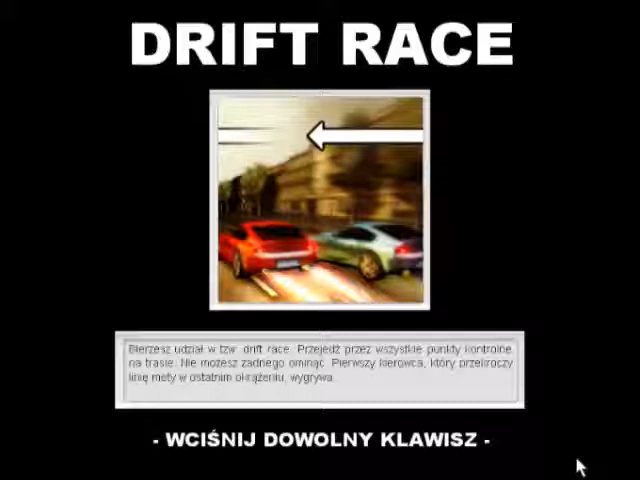 DRIFT RACE
Bierzesz udział w tzw. drift race. Przejedź przez wszystkie punkty kontrolne
na trasie. Nie możesz żadnego ominąć. Pierwszy kierowca, który przekroczy
linię mety w ostatnim okrążeniu, wygrywa.
- WCIŚNIJ DOWOLNY KLAWISZ -